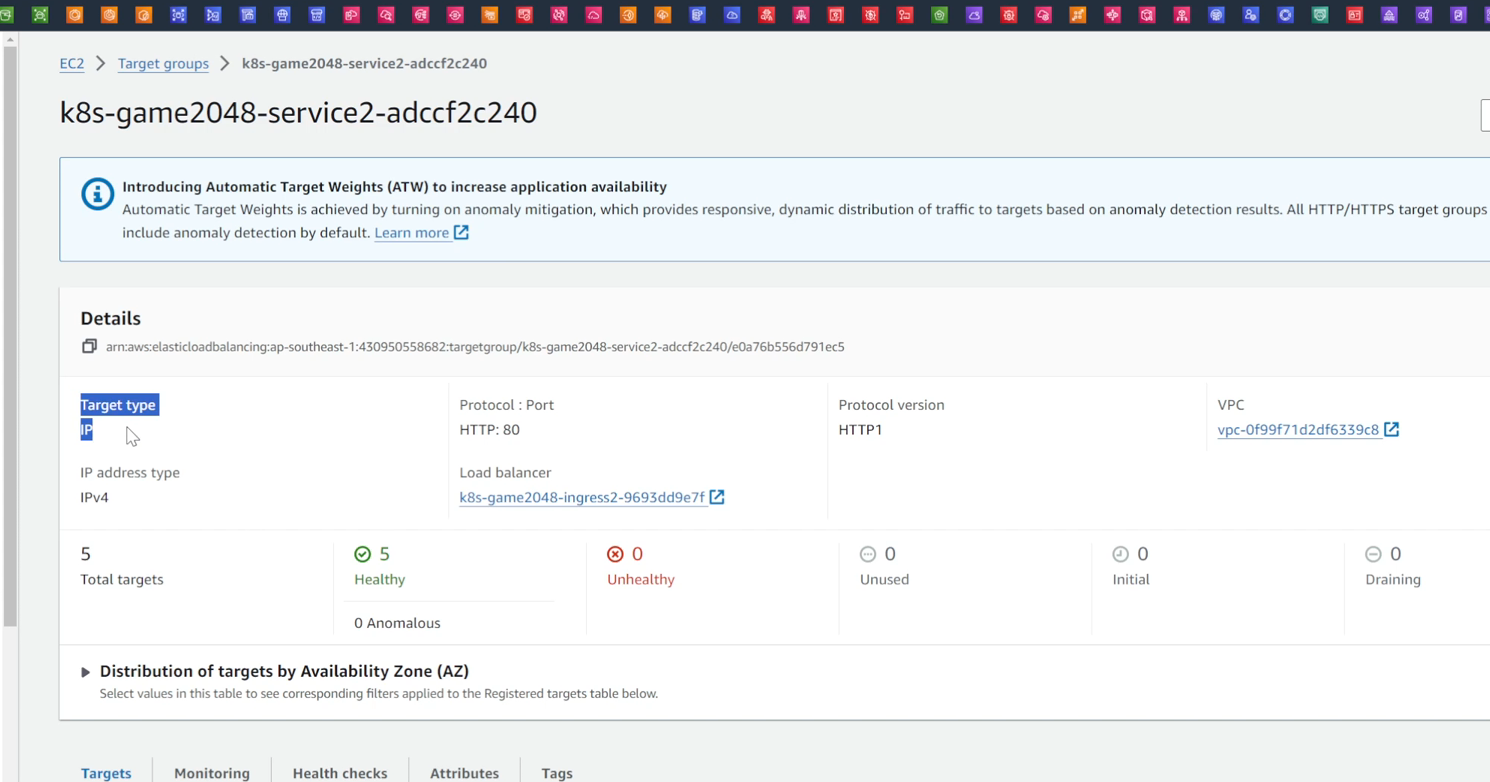 EC2 > Target groups > k8s-game2048-service2-adccf2c240
k8s-game2048-service2-adccf2c240
Introducing Automatic Target Weights (ATW) to increase application availability
Automatic Target Weights is achieved by turning on anomaly mitigation, which provides responsive, dynamic distribution of traffic to targets based on anomaly detection results. All HTTP/HTTPS target groups
include anomaly detection by default. Learn more
Details
arn:aws:elasticloadbalancing:ap-southeast-1:430950558682:targetgroup/k8s-game2048-service2-adccf2c240/e0a76b556d791ec5
Target type
IP
Protocol : Port
HTTP: 80
Protocol version
HTTP1
VPC
vpc-0f99f71d2df6339c8
IP address type
IPv4
Load balancer
k8s-game2048-ingress2-9693dd9e7f
5
Total targets
5
Healthy
0 Anomalous
0
Unhealthy
0
Unused
0
Initial
0
Draining
Distribution of targets by Availability Zone (AZ)
Select values in this table to see corresponding filters applied to the Registered targets table below.
Targets
Monitoring
Health checks
Attributes
Tags